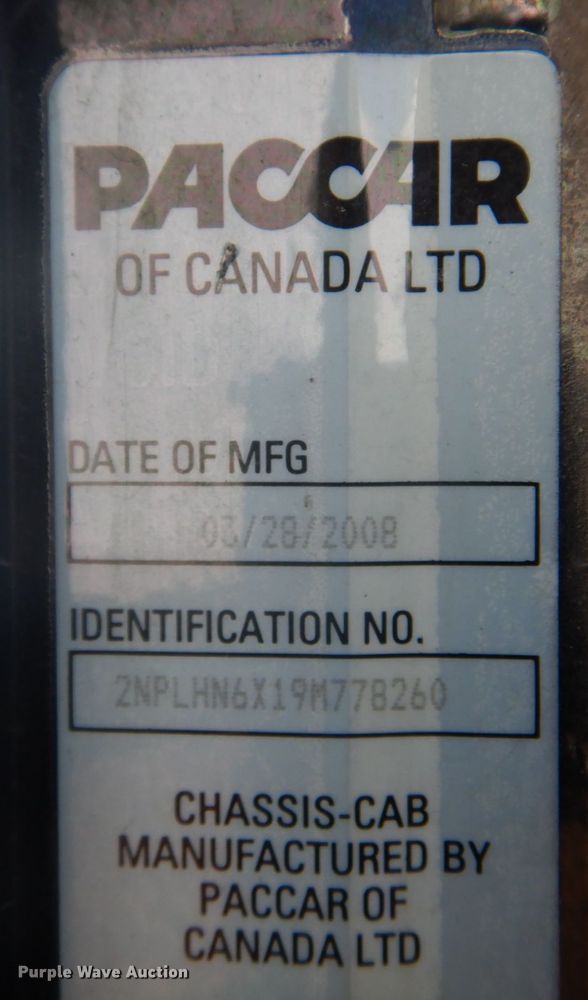 PACCAR
OF CANADA LTD
DATE OF MFG
03/28/2008
IDENTIFICATION NO.
2NPLHN6X19M778260
CHASSIS-CAB
MANUFACTURED BY
PACCAR OF
CANADA LTD
Purple Wave Auction